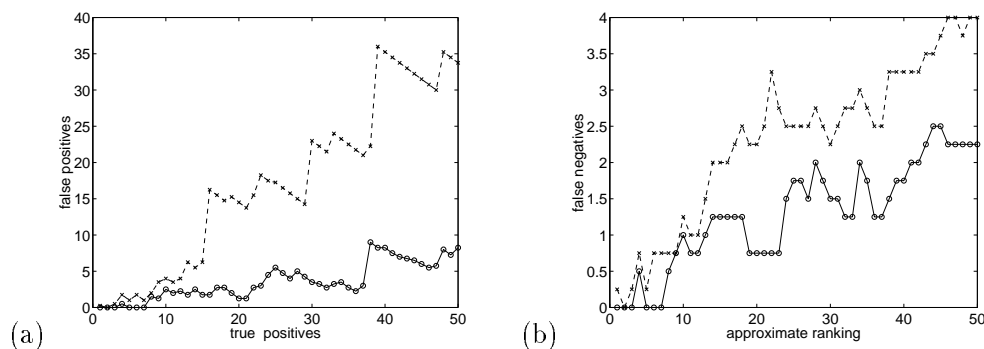 40
35
30
25
20
15
10
5
0
false positives
0 10 20 30 40 50
true positives
(a)
4
3.5
3
2.5
2
1.5
1
0.5
0
false negatives
0 10 20 30 40 50
approximate ranking
(b)